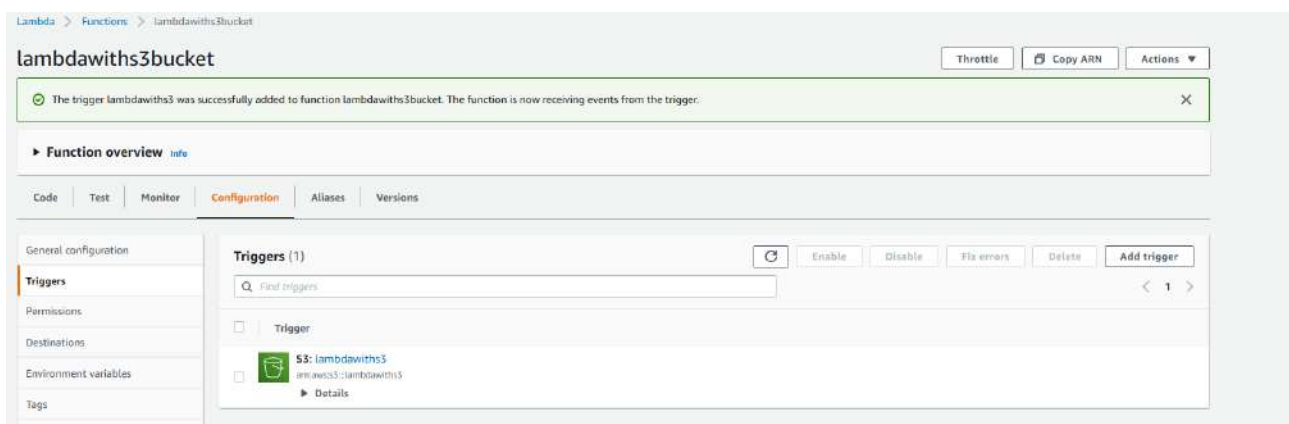 Lambda > Functions > lambdawiths3bucket
lambdawiths3bucket
Throttle Copy ARN Actions ▼
The trigger lambdawiths3 was successfully added to function lambdawiths3bucket. The function is now receiving events from the trigger.
▶ Function overview Info
Code Test Monitor Configuration Aliases Versions
General configuration
Triggers
Permissions
Destinations
Environment variables
Tags
Triggers (1)
Enable Disable Fix errors Delete Add trigger
Find triggers
< 1 >
Trigger
S3: lambdawiths3
arn:aws:s3:::lambdawiths3
▶ Details